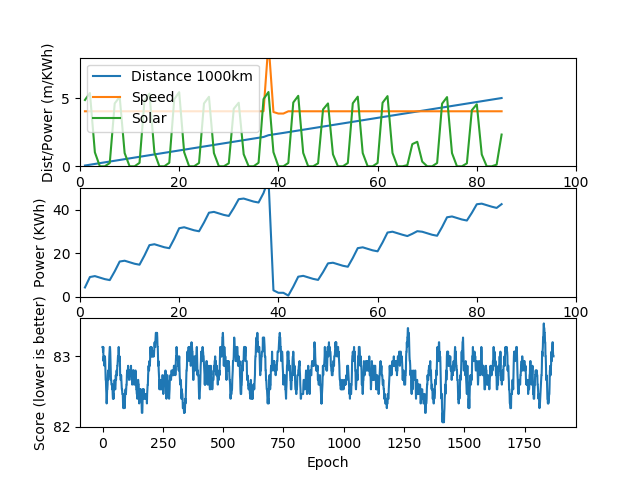 Dist/Power (m/KWh)
5
0
Distance 1000km
Speed
Solar
0 20 40 60 80 100
Power (KWh)
40
20
0
0 20 40 60 80 100
Score (lower is better)
83
82
0 250 500 750 1000 1250 1500 1750
Epoch